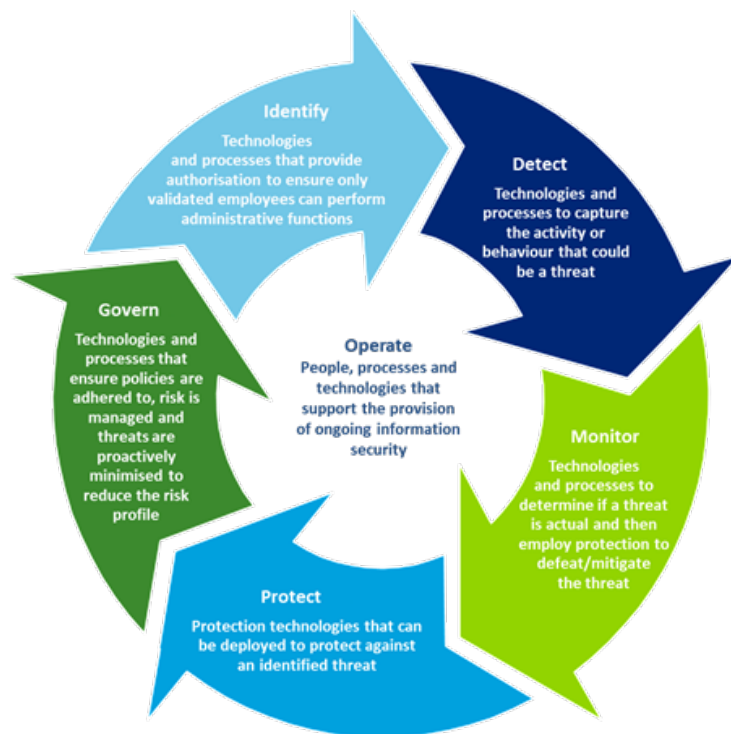 Identify
Technologies
and processes that provide
authorisation to ensure only
validated employees can perform
administrative functions
Detect
Technologies and
processes to capture
the activity or
behaviour that could
be a threat
Monitor
Technologies
and processes to
determine if a threat
is actual and then
employ protection to
defeat/mitigate
the threat
Protect
Protection technologies that can
be deployed to protect against
an identified threat
Govern
Technologies and
processes that
ensure policies are
adhered to, risk is
managed and
threats are
proactively
minimised to
reduce the risk
profile
Operate
People, processes and
technologies that
support the provision
of ongoing information
security